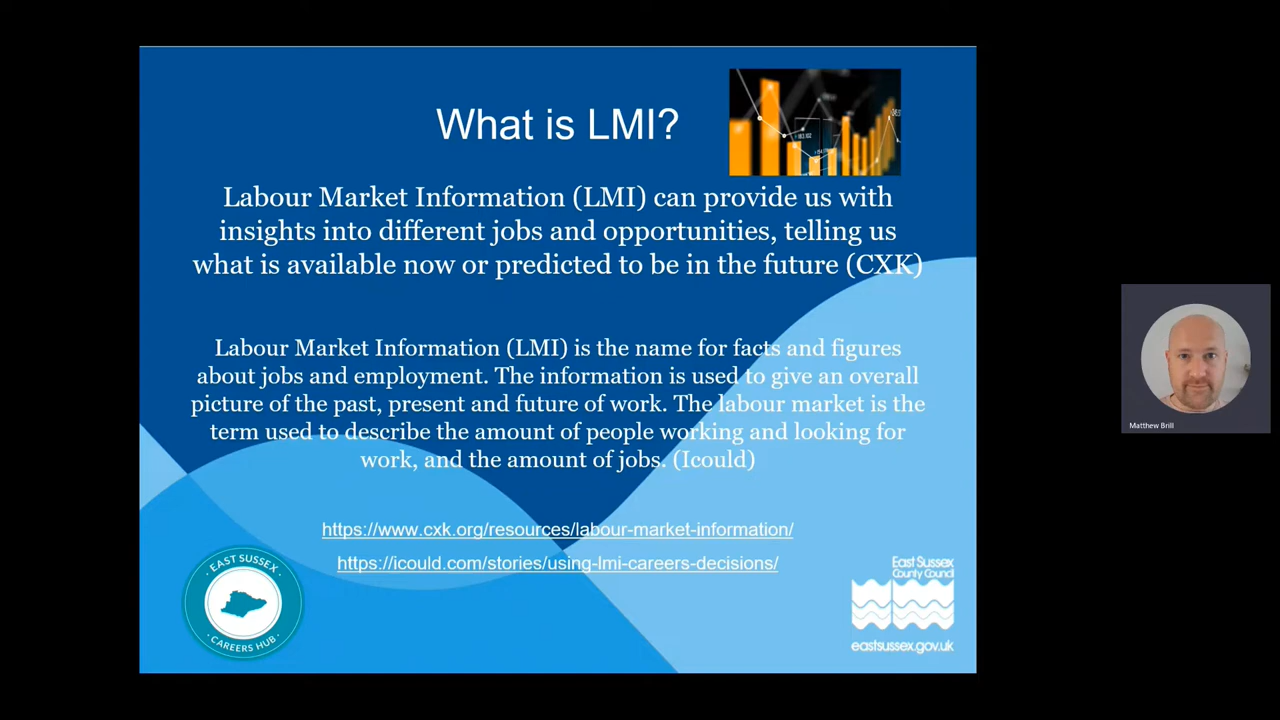 What is LMI?
Labour Market Information (LMI) can provide us with
insights into different jobs and opportunities, telling us
what is available now or predicted to be in the future (CXK)
Labour Market Information (LMI) is the name for facts and figures
about jobs and employment. The information is used to give an overall
picture of the past, present and future of work. The labour market is the
term used to describe the amount of people working and looking for
work, and the amount of jobs. (Icould)
https://www.cxk.org/resources/labour-market-information/
https://icould.com/stories/using-lmi-careers-decisions/
EAST SUSSEX
CAREERS HUB
East Sussex
County Council
eastsussex.gov.uk
Matthew Brill